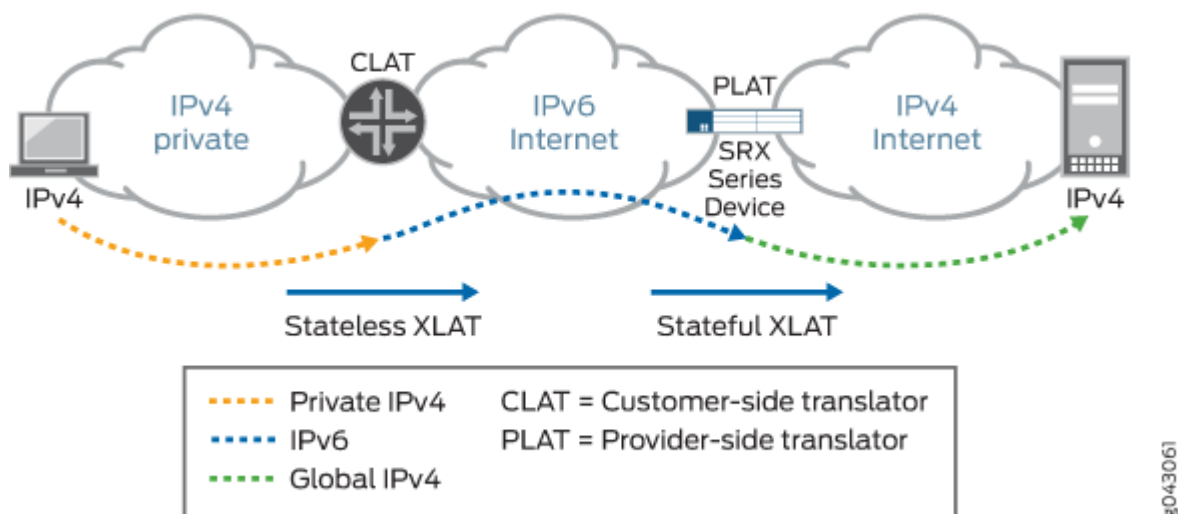 CLAT
IPv4
private
IPv6
Internet
PLAT
IPv4
Internet
SRX
Series
Device
IPv4
IPv4
Stateless XLAT
Stateful XLAT
Private IPv4
CLAT = Customer-side translator
IPv6
PLAT = Provider-side translator
Global IPv4
g043061